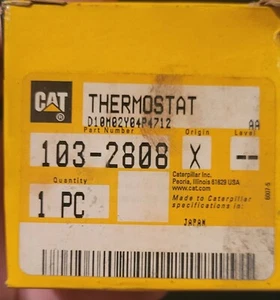 CAT THERMOSTAT
D10M02Y04P4712 AA
Part Number Origin Level
103-2808 X --
Quantity
1 PC
Caterpillar Inc.
Peoria, Illinois 61629 USA
www.cat.com
Made to Caterpillar
specifications in:
JAPAN